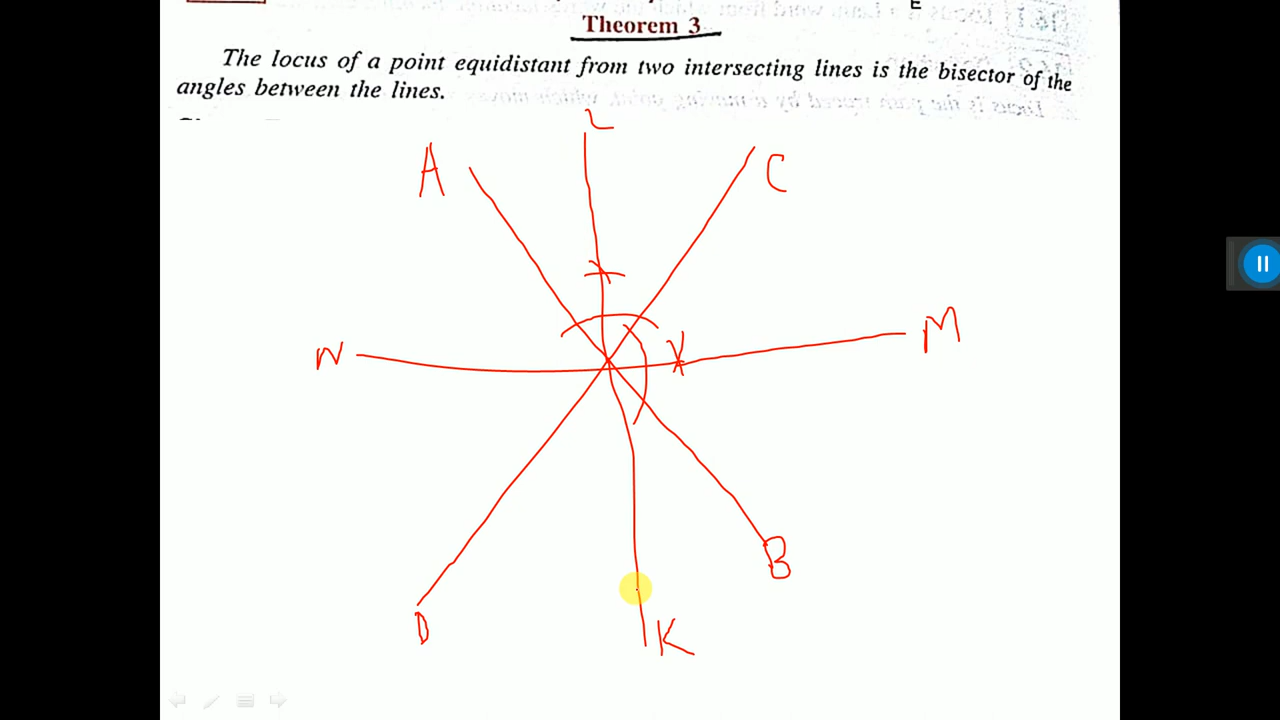 E
Theorem 3
The locus of a point equidistant from two intersecting lines is the bisector of the
angles between the lines.
L
A
C
N
M
B
D
K